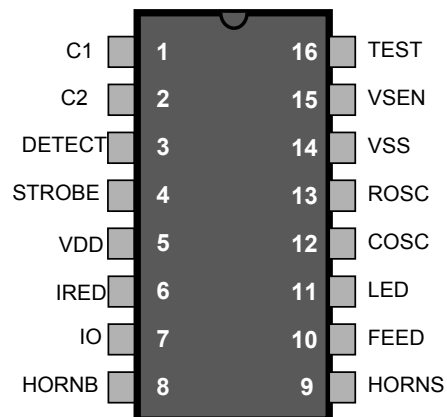 C1 1 16 TEST
C2 2 15 VSEN
DETECT 3 14 VSS
STROBE 4 13 ROSC
VDD 5 12 COSC
IRED 6 11 LED
IO 7 10 FEED
HORNB 8 9 HORNS